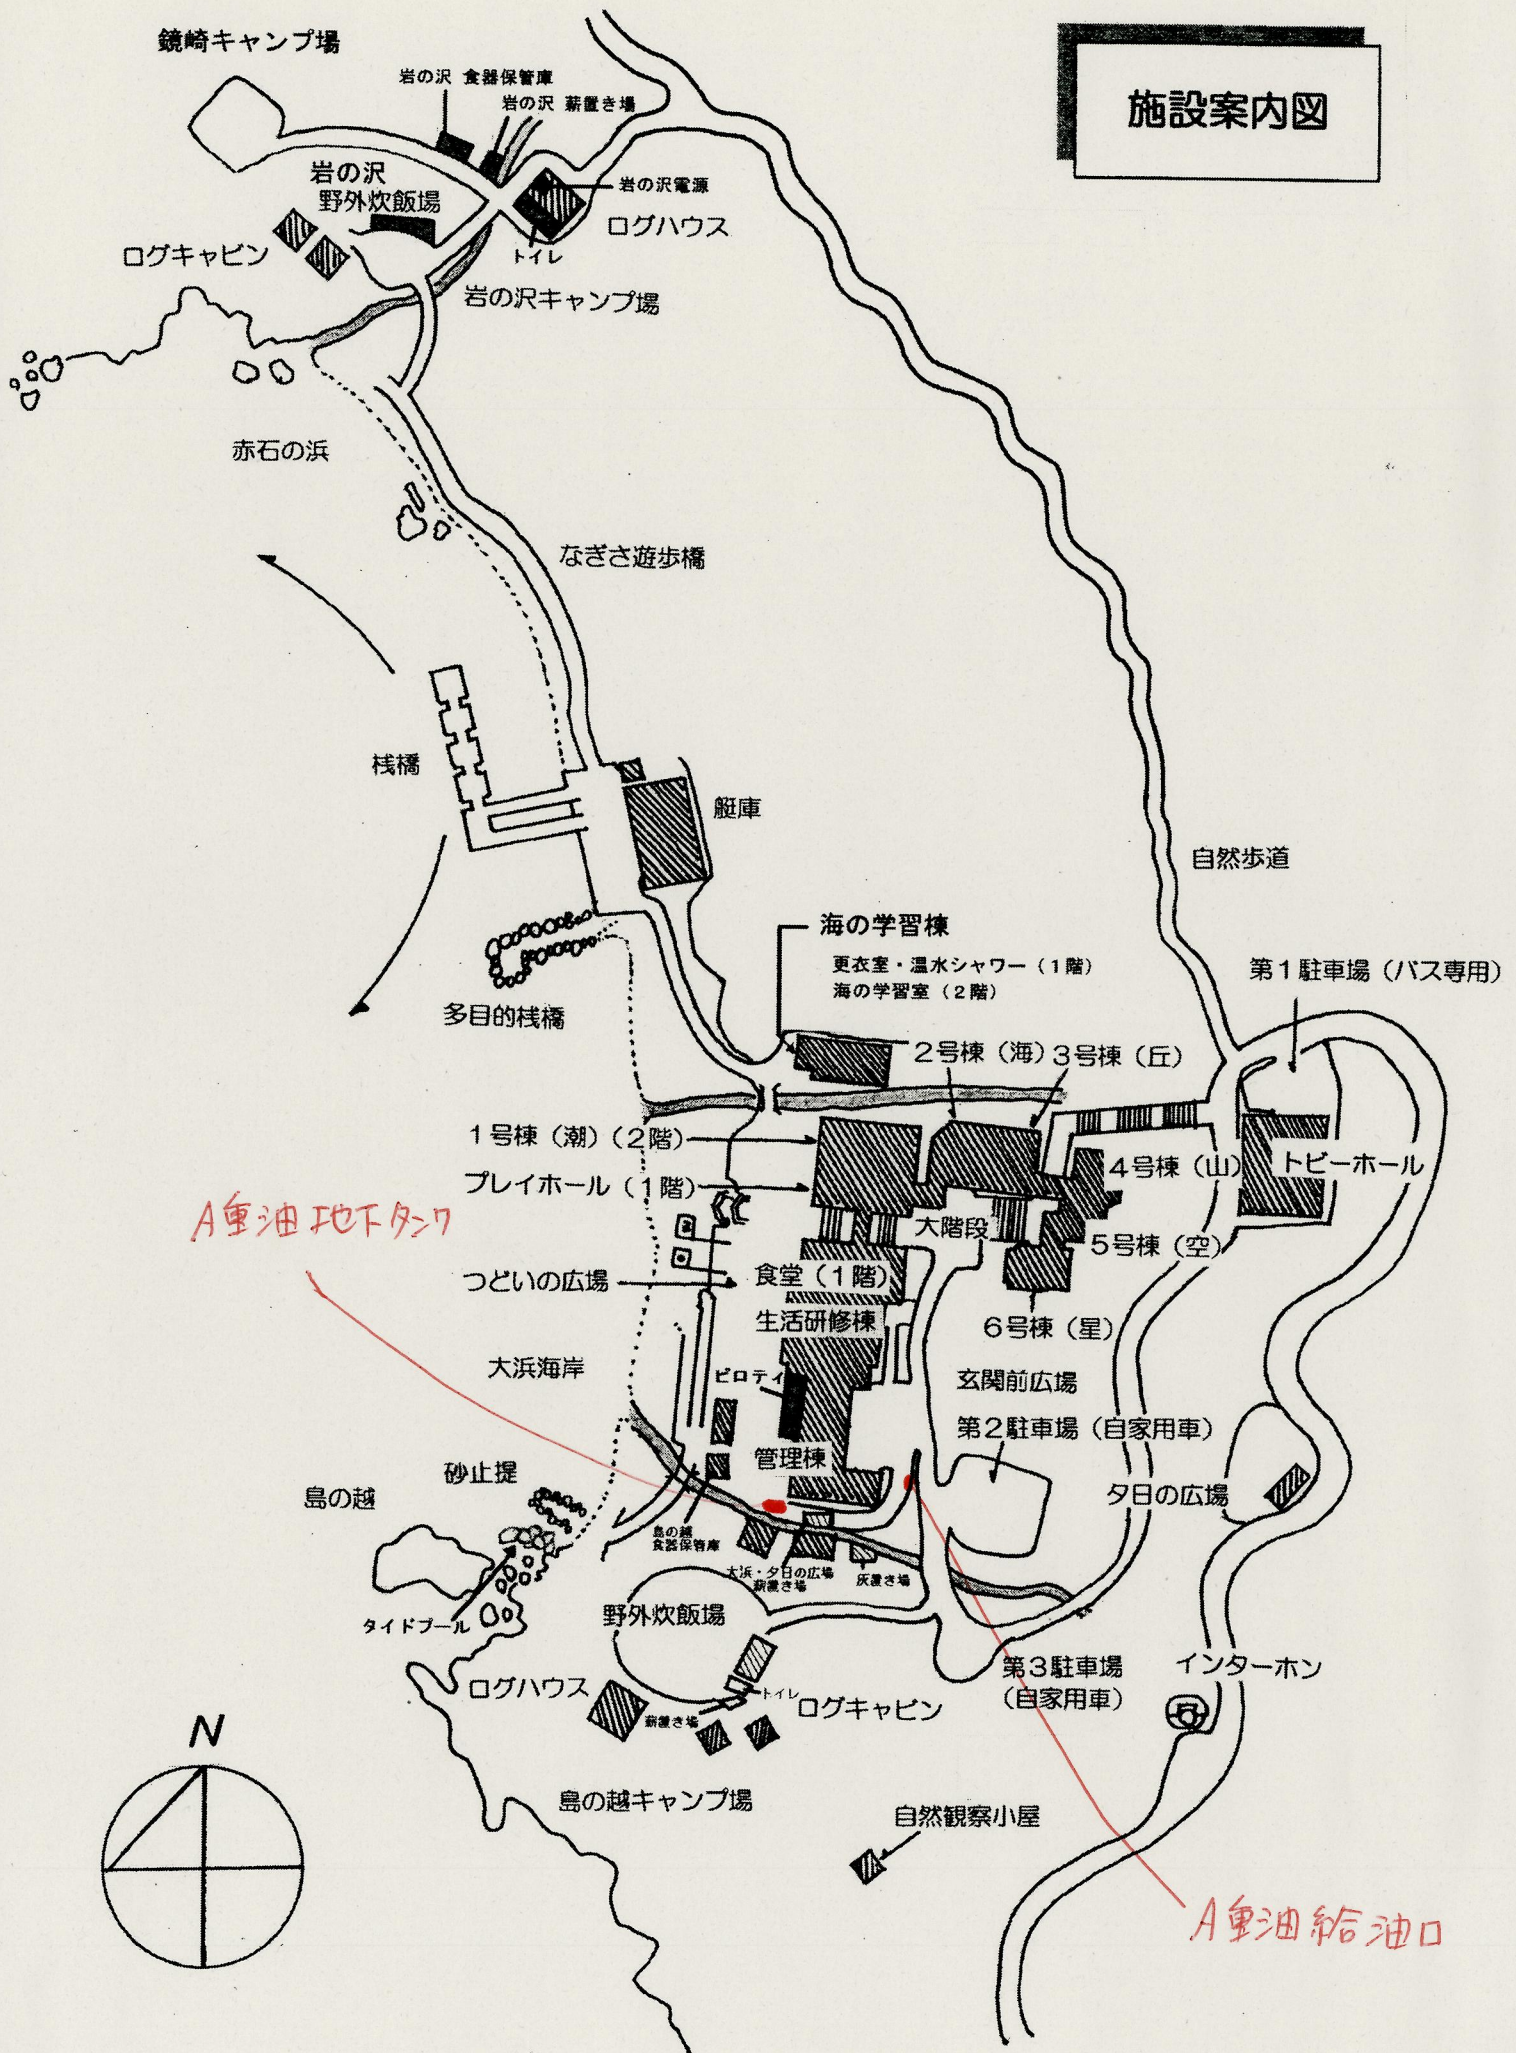 鏡崎キャンプ場
施設案内図
岩の沢 食器保管庫
岩の沢 薪置き場
岩の沢
野外炊飯場
岩の沢電源
ログハウス
トイレ
ログキャビン
岩の沢キャンプ場
赤石の浜
なぎさ遊歩橋
桟橋
艇庫
自然歩道
海の学習棟
更衣室・温水シャワー（1階）
海の学習室（2階）
第1駐車場（バス専用）
多目的桟橋
2号棟（海）
3号棟（丘）
1号棟（潮）（2階）
4号棟（山）
トビーホール
プレイホール（1階）
A重油地下タンク
大階段
5号棟（空）
つどいの広場
食堂（1階）
生活研修棟
6号棟（星）
大浜海岸
ピロティ
玄関前広場
第2駐車場（自家用車）
管理棟
砂止提
島の越
夕日の広場
島の越
食器保管庫
大浜・夕日の広場
薪置き場
灰置き場
タイドプール
野外炊飯場
第3駐車場
（自家用車）
インターホン
ログハウス
トイレ
薪置き場
ログキャビン
N
島の越キャンプ場
自然観察小屋
A重油給油口